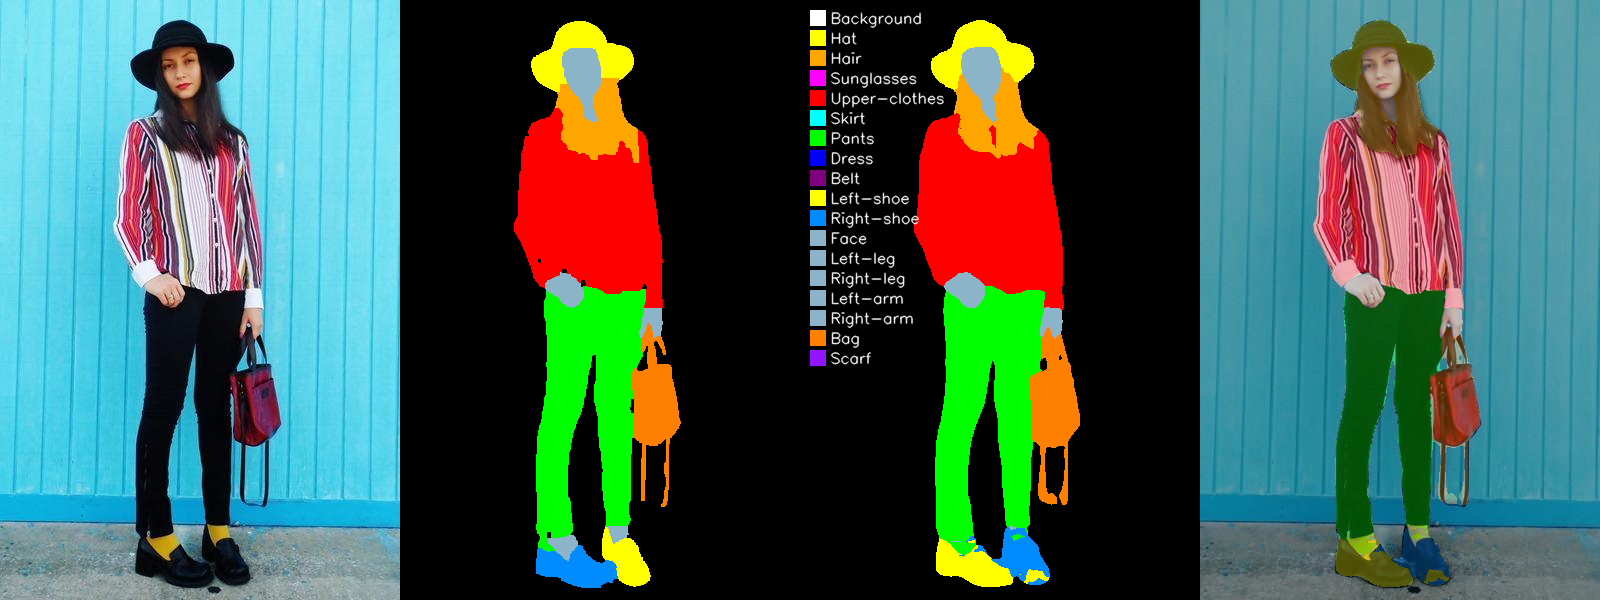 Background
Hat
Hair
Sunglasses
Upper-clothes
Skirt
Pants
Dress
Belt
Left-shoe
Right-shoe
Face
Left-leg
Right-leg
Left-arm
Right-arm
Bag
Scarf